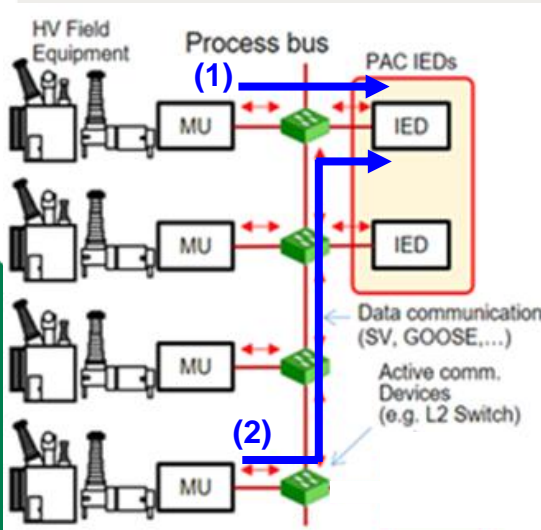 HV Field
Equipment
Process bus
PAC IEDs
(1)
MU
IED
MU
IED
Data communication
(SV, GOOSE,...)
MU
Active comm.
Devices
(e.g. L2 Switch)
(2)
MU